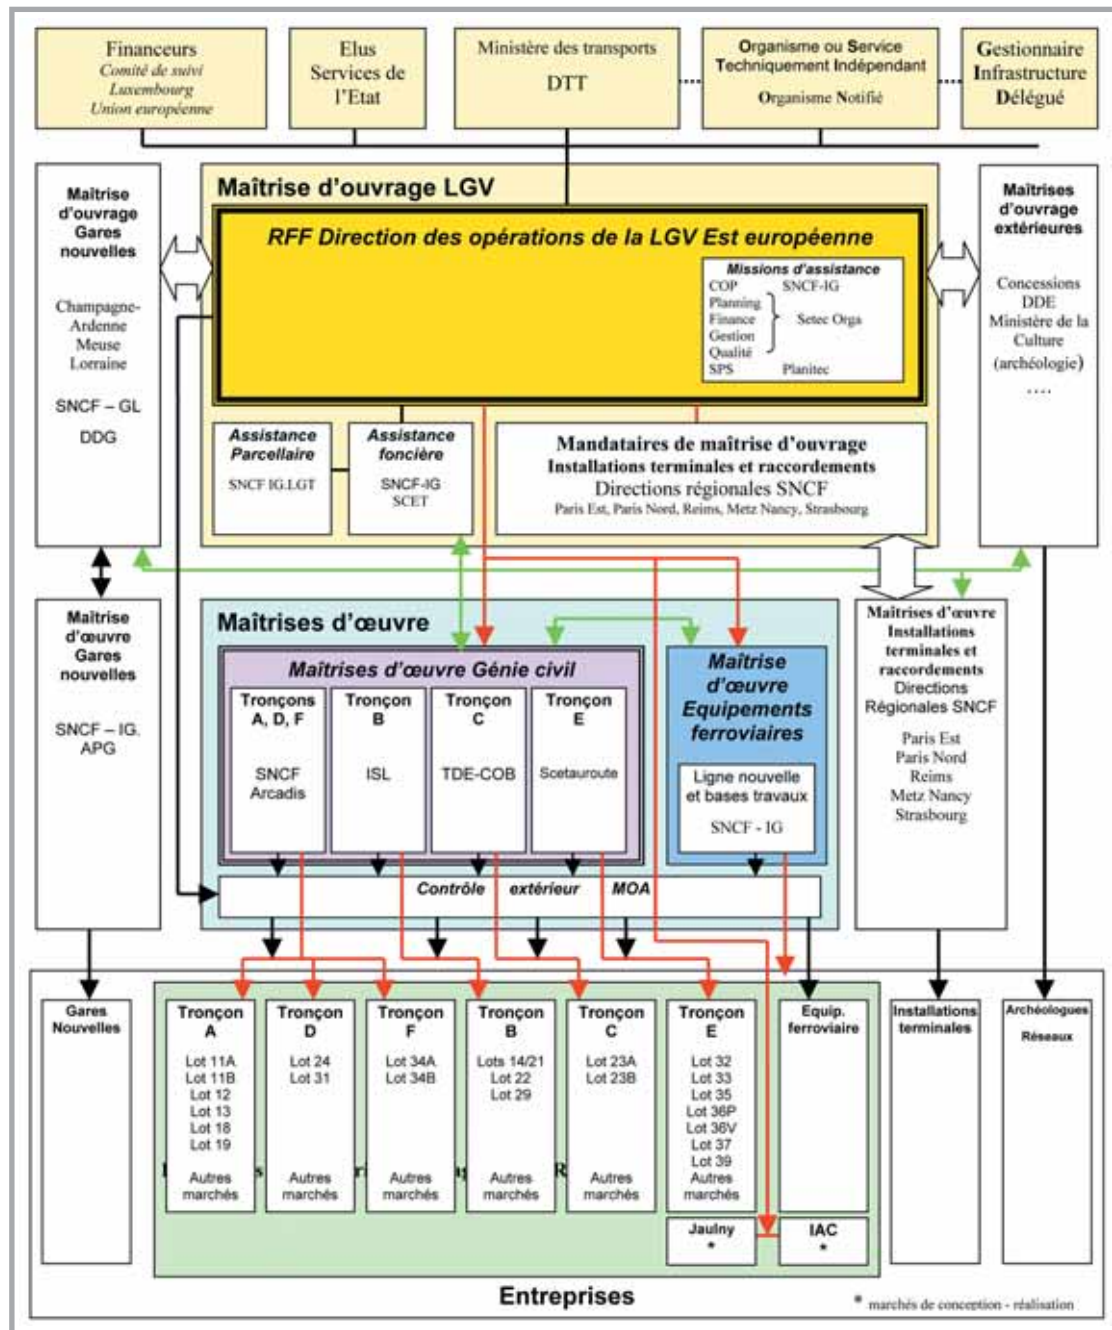 Financeurs
Comité de suivi
Luxembourg
Union européenne
Elus
Services de
l'Etat
Ministère des transports
DTT
Organisme ou Service
Techniquement Indépendant
Organisme Notifié
Gestionnaire
Infrastructure
Délégué
Maîtrise
d'ouvrage
Gares
nouvelles
Champagne-
Ardenne
Meuse
Lorraine
SNCF – GL
DDG
Maîtrise d'ouvrage LGV
RFF Direction des opérations de la LGV Est européenne
Missions d'assistance
COP SNCF-IG
Planning
Finance Setec Orga
Gestion
Qualité
SPS Planitec
Assistance
Parcellaire
SNCF IG.LGT
Assistance
foncière
SNCF-IG
SCET
Mandataires de maîtrise d'ouvrage
Installations terminales et raccordements
Directions régionales SNCF
Paris Est, Paris Nord, Reims, Metz Nancy, Strasbourg
Maîtrises
d'ouvrage
extérieures
Concessions
DDE
Ministère de la
Culture
(archéologie)
....
Maîtrise
d'œuvre
Gares
nouvelles
SNCF – IG.
APG
Maîtrises d'œuvre
Maîtrises d'œuvre Génie civil
Tronçons
A, D, F
SNCF
Arcadis
Tronçon
B
ISL
Tronçon
C
TDE-COB
Tronçon
E
Scetauroute
Maîtrise
d'œuvre
Equipements
ferroviaires
Ligne nouvelle
et bases travaux
SNCF - IG
Maîtrises d'œuvre
Installations
terminales et
raccordements
Directions
Régionales SNCF
Paris Est
Paris Nord
Reims
Metz Nancy
Strasbourg
Contrôle extérieur MOA
Gares
Nouvelles
Tronçon
A
Lot 11A
Lot 11B
Lot 12
Lot 13
Lot 18
Lot 19
Autres
marchés
Tronçon
D
Lot 24
Lot 31
Autres
marchés
Tronçon
F
Lot 34A
Lot 34B
Autres
marchés
Tronçon
B
Lots 14/21
Lot 22
Lot 29
Autres
marchés
Tronçon
C
Lot 23A
Lot 23B
Autres
marchés
Tronçon
E
Lot 32
Lot 33
Lot 35
Lot 36P
Lot 36V
Lot 37
Lot 39
Autres
marchés
Equip.
ferroviaire
Installations
terminales
Archéologues
Réseaux
Jaulny
*
IAC
*
Entreprises
* marchés de conception - réalisation